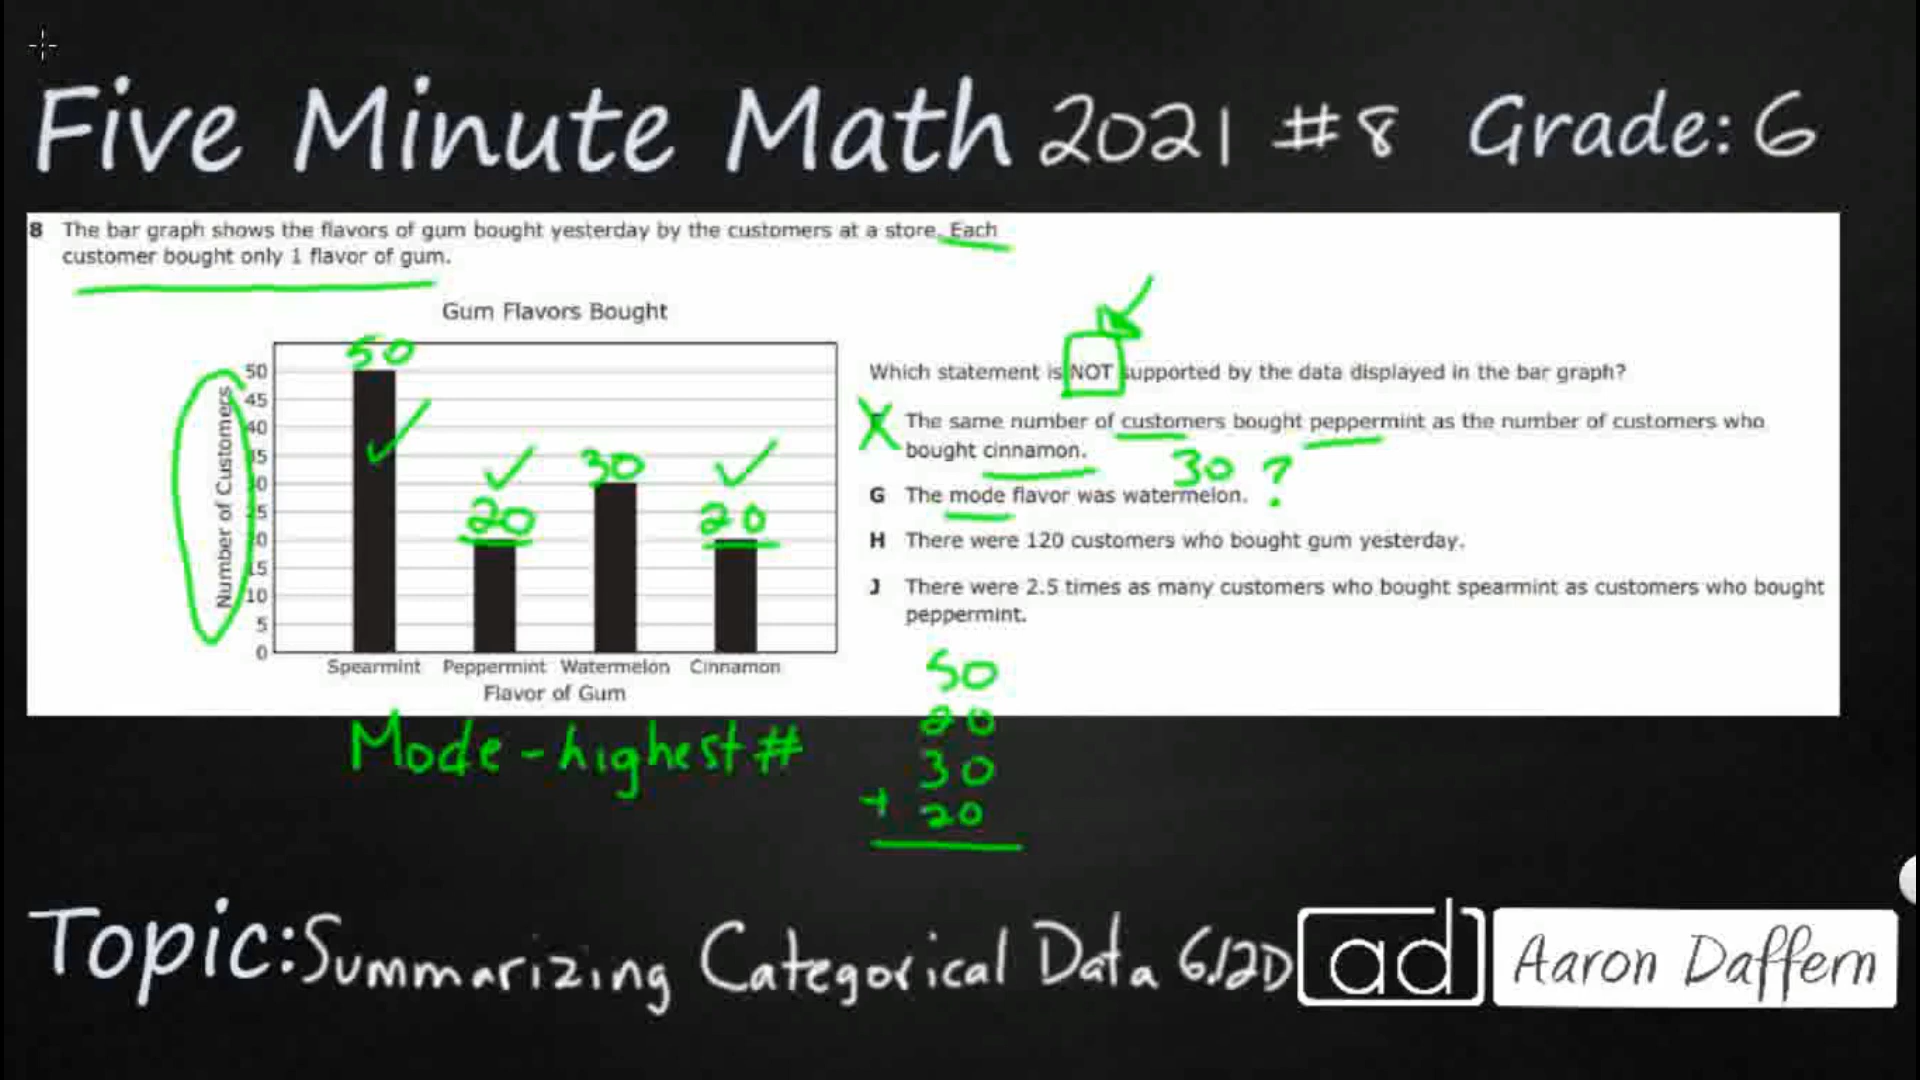 Five Minute Math 2021 #8 Grade: 6
8 The bar graph shows the flavors of gum bought yesterday by the customers at a store. Each
customer bought only 1 flavor of gum.
Gum Flavors Bought
Number of Customers
50
45
40
35
30
25
20
15
10
5
0
50
20
30
20
Spearmint Peppermint Watermelon Cinnamon
Flavor of Gum
Which statement is NOT supported by the data displayed in the bar graph?
The same number of customers bought peppermint as the number of customers who
bought cinnamon.
30 ?
G The mode flavor was watermelon.
H There were 120 customers who bought gum yesterday.
J There were 2.5 times as many customers who bought spearmint as customers who bought
peppermint.
Mode - highest #
50
20
30
+ 20
Topic: Summarizing Categorical Data 6.12D
ad
Aaron Daffern